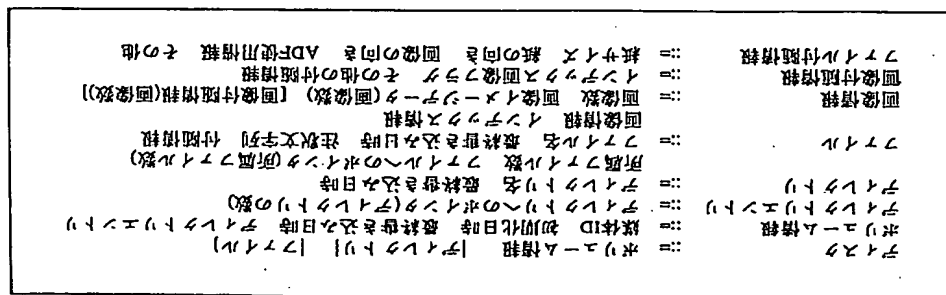 ディスク ::= ボリューム情報 {ディレクトリ} {ファイル}
ボリューム情報 ::= 媒体ID 初期化日時 最終書き込み日時 ディレクトリエントリ
ディレクトリエントリ ::= ディレクトリへのポインタ(ディレクトリの数)
ディレクトリ ::= ディレクトリ名 最終書き込み日時
所属ファイル数 ファイルへのポインタ(所属ファイル数)
ファイル ::= ファイル名 最終書き込み日時 注釈文字列 付随情報
画像情報 インデックス情報
画像情報 ::= 画像数 画像イメージデータ(画像数) [画像付随情報(画像数)]
画像付随情報 ::= インデックス画像フラグ その他の付随情報
ファイル付随情報 ::= 紙サイズ 紙の向き 画像の向き ADF使用情報 その他